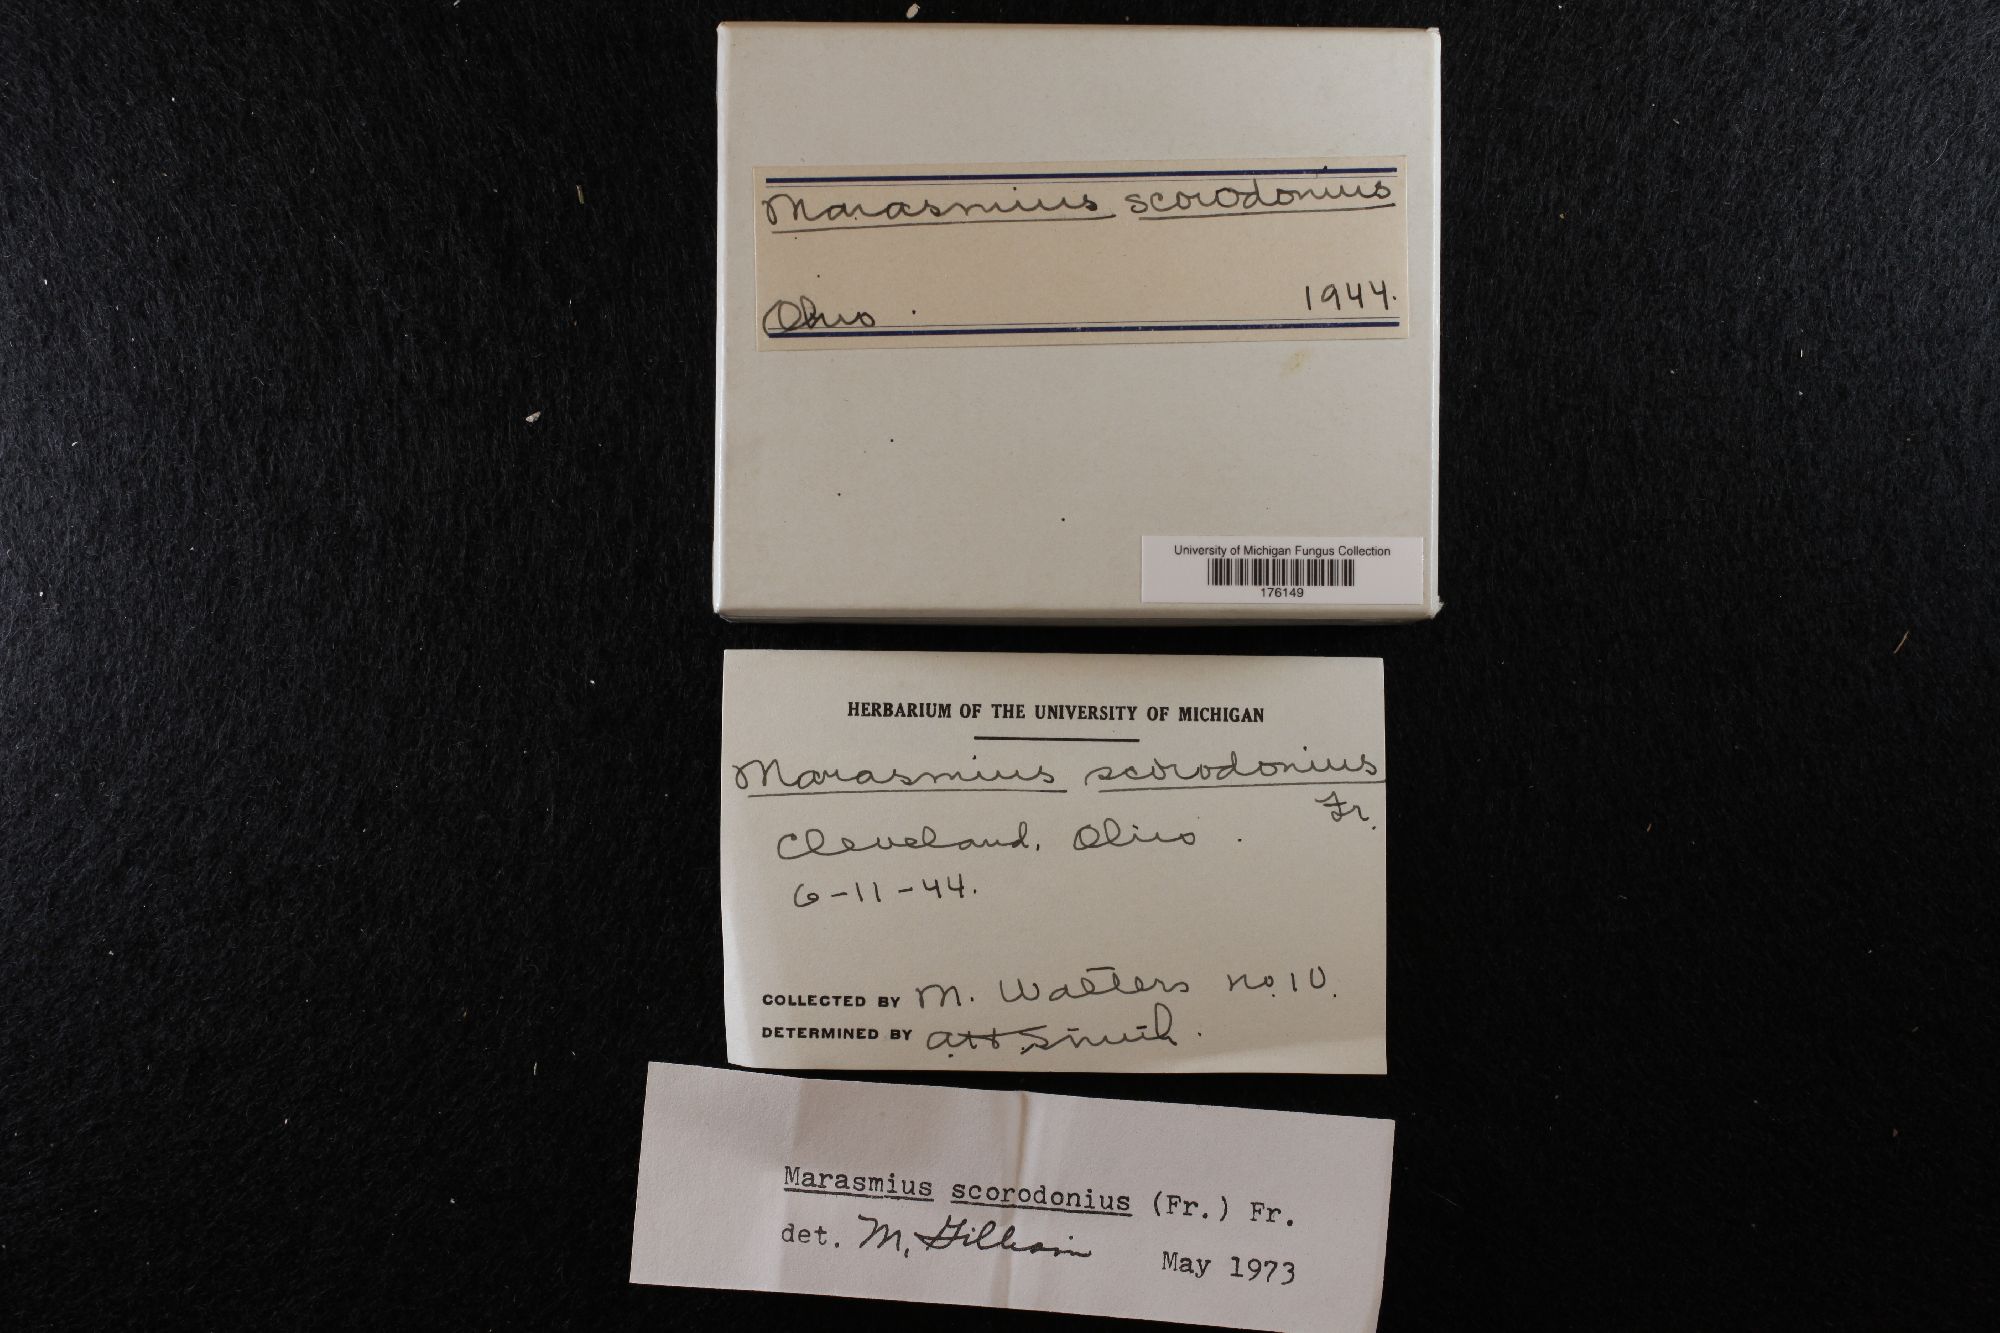 Marasmius scorodonius
Ohio. 1944.
University of Michigan Fungus Collection
176149
HERBARIUM OF THE UNIVERSITY OF MICHIGAN
Marasmius scorodonius
Fr.
Cleveland, Ohio.
6-11-44.
COLLECTED BY M. Walters no. 10.
DETERMINED BY AH Smith.
Marasmius scorodonius (Fr.) Fr.
det. M. Gilliam May 1973